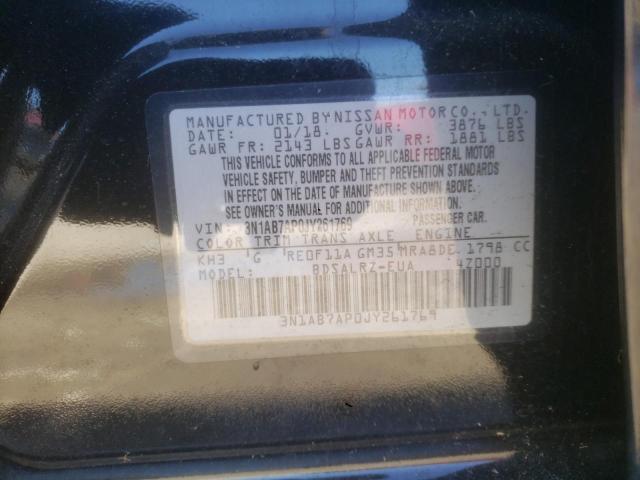 MANUFACTURED BY NISSAN MOTOR CO., LTD.
DATE: 01/18. GVWR: 3876 LBS
GAWR FR: 2143 LBS GAWR RR: 1881 LBS
THIS VEHICLE CONFORMS TO ALL APPLICABLE FEDERAL MOTOR
VEHICLE SAFETY, BUMPER AND THEFT PREVENTION STANDARDS
IN EFFECT ON THE DATE OF MANUFACTURE SHOWN ABOVE.
SEE OWNER'S MANUAL FOR ADDITIONAL INFORMATION
VIN: 3N1AB7AP0JY261769 PASSENGER CAR.
COLOR TRIM TRANS AXLE ENGINE
KH3 G RE0F11A GM35 MRA8DE 1798 CC
MODEL: BDSALRZ-EUA 47000
3N1AB7AP0JY261769